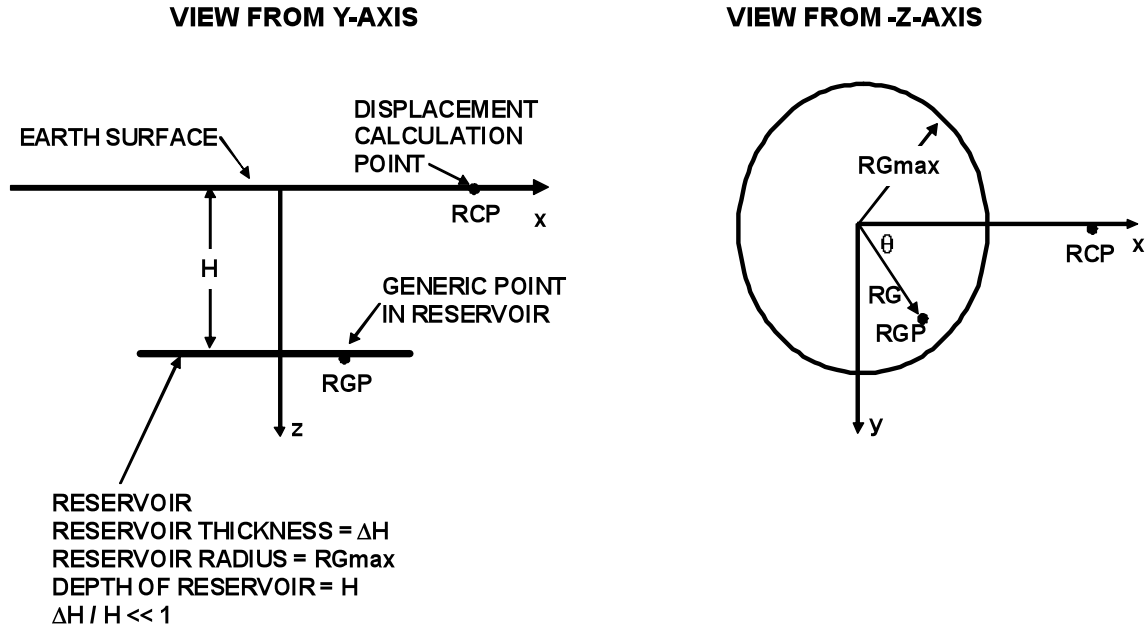 VIEW FROM Y-AXIS
EARTH SURFACE
DISPLACEMENT
CALCULATION
POINT
RCP
x
H
GENERIC POINT
IN RESERVOIR
RGP
z
RESERVOIR
RESERVOIR THICKNESS = ΔH
RESERVOIR RADIUS = RGmax
DEPTH OF RESERVOIR = H
ΔH / H << 1
VIEW FROM -Z-AXIS
RGmax
θ
x
RCP
RG
RGP
y